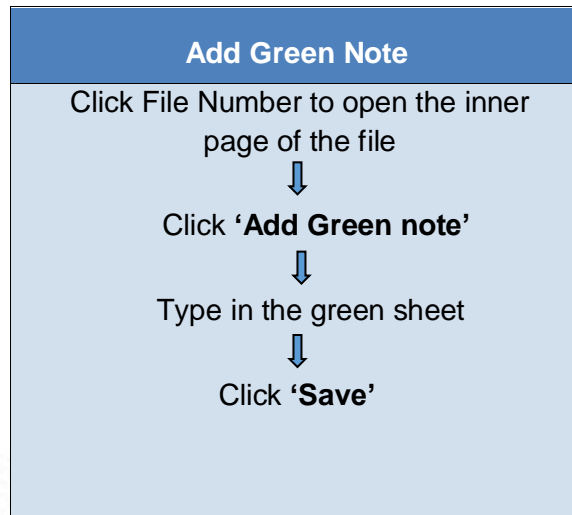 Add Green Note
Click File Number to open the inner
page of the file
Click ‘Add Green note’
Type in the green sheet
Click ‘Save’